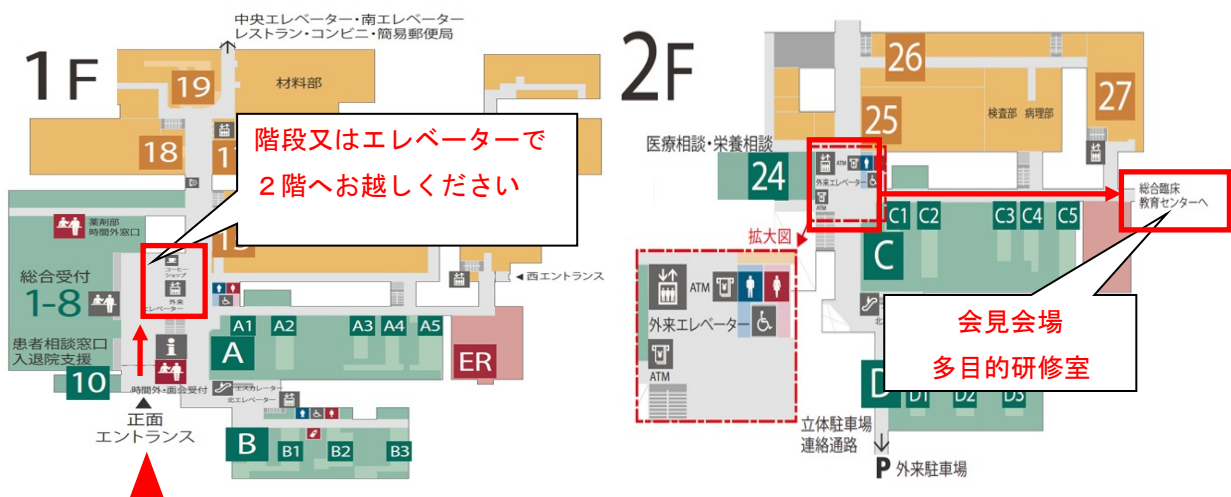 中央エレベーター・南エレベーター
レストラン・コンビニ・簡易郵便局
1F
19
材料部
18
階段又はエレベーターで
２階へお越しください
薬剤部
時間外窓口
総合受付
1-8
コーヒー
ショップ
外来
エレベーター
西エントランス
患者相談窓口
入退院支援
10
時間外・面会受付
正面
エントランス
A1
A2
A3
A4
A5
A
ER
エスカレーター
北エレベーター
B
B1
B2
B3
2F
26
25
27
検査部
病理部
医療相談・栄養相談
24
ATM
外来エレベーター
ATM
総合臨床
教育センターへ
C1
C2
C3
C4
C5
C
拡大図
ATM
外来エレベーター
ATM
会見会場
多目的研修室
D
D1
D2
D3
立体駐車場
連絡通路
P 外来駐車場